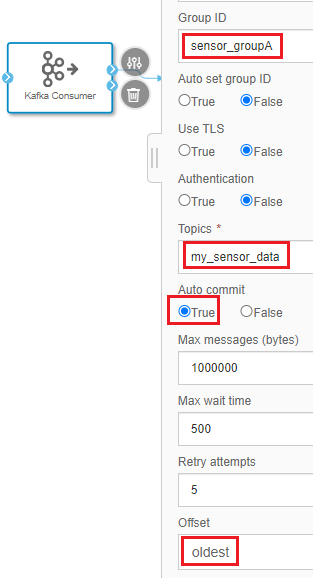 Group ID
sensor_groupA
Kafka Consumer
Auto set group ID
True False
Use TLS
True False
Authentication
True False
Topics *
my_sensor_data
Auto commit
True False
Max messages (bytes)
1000000
Max wait time
500
Retry attempts
5
Offset
oldest